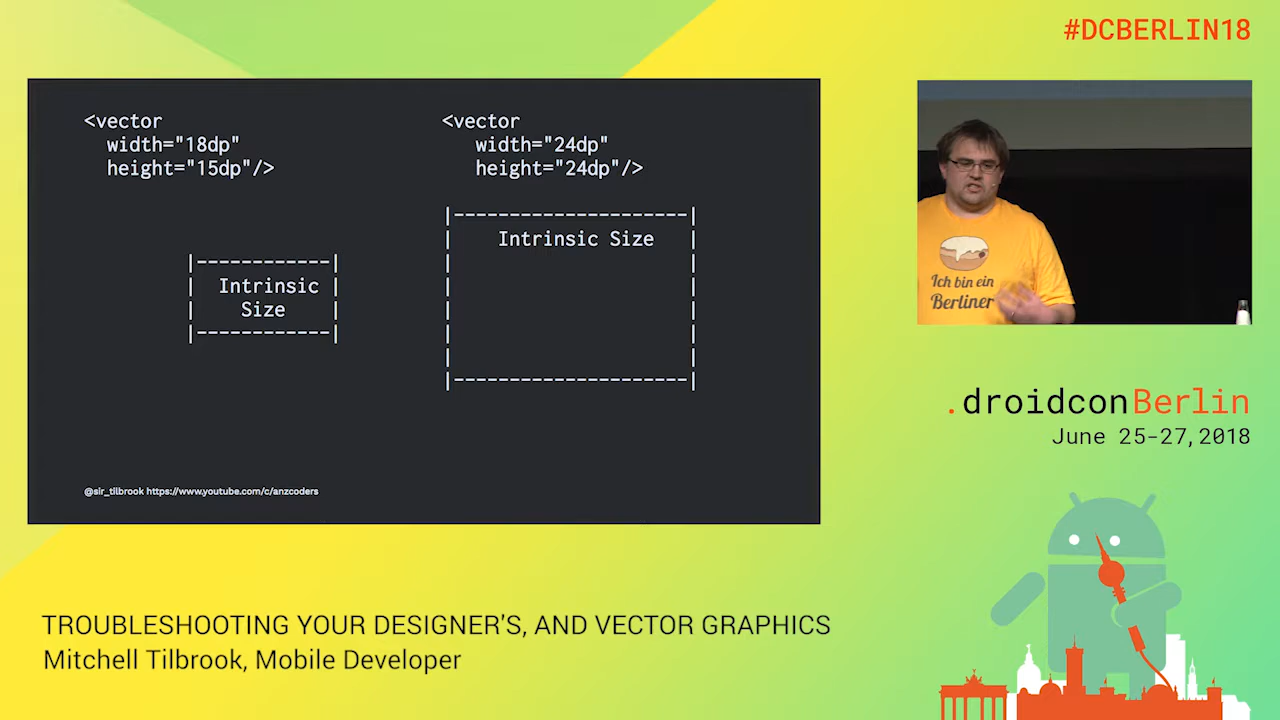 #DCBERLIN18
<vector
width="18dp"
height="15dp"/>
<vector
width="24dp"
height="24dp"/>
|------------|
Intrinsic
Size
|------------|
|---------------------|
Intrinsic Size
|---------------------|
@sir_tilbrook https://www.youtube.com/c/anzcoders
Ich bin ein
Berliner
.droidconBerlin
June 25-27,2018
TROUBLESHOOTING YOUR DESIGNER'S, AND VECTOR GRAPHICS
Mitchell Tilbrook, Mobile Developer